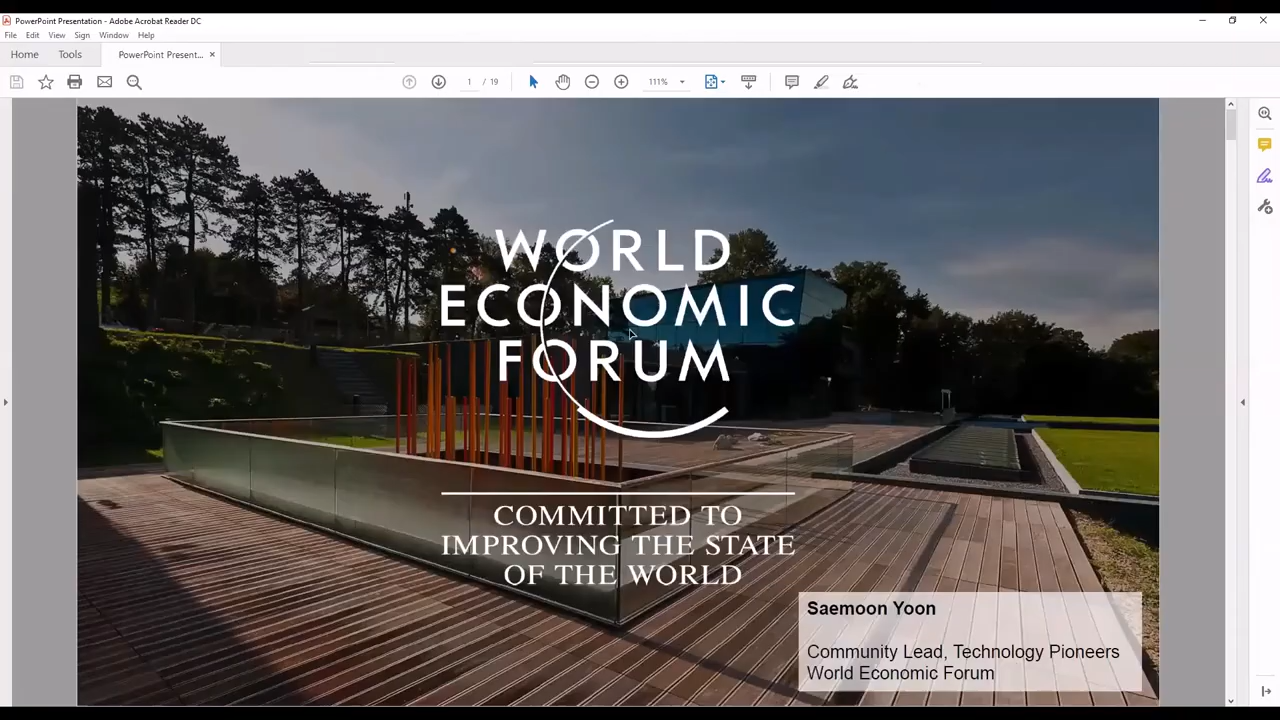 PowerPoint Presentation - Adobe Acrobat Reader DC
File Edit View Sign Window Help
Home Tools PowerPoint Present... ×
1 / 19 111%
WORLD
ECONOMIC
FORUM
COMMITTED TO
IMPROVING THE STATE
OF THE WORLD
Saemoon Yoon
Community Lead, Technology Pioneers
World Economic Forum